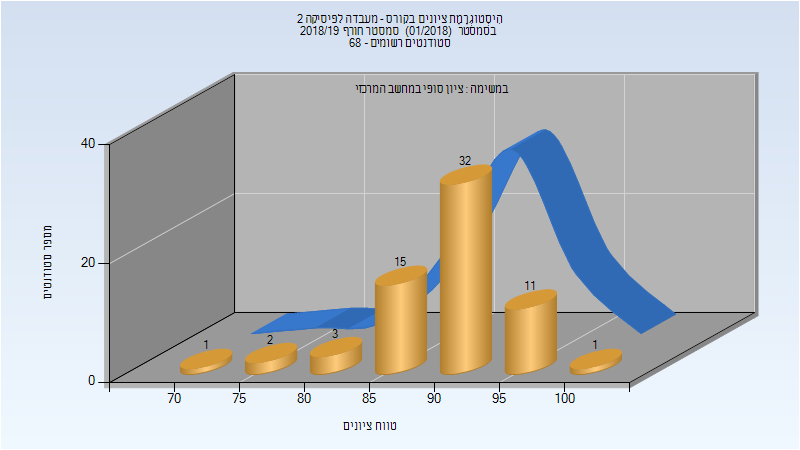 היסטוגרמת ציונים בקורס - מעבדה לפיסיקה 2
בסמסטר (01/2018) סמסטר חורף 2018/19
סטודנטים רשומים - 68
במשימה : ציון סופי במחשב המרכזי
מספר סטודנטים
40
20
0
1
2
3
15
32
11
1
70
75
80
85
90
95
100
טווח ציונים